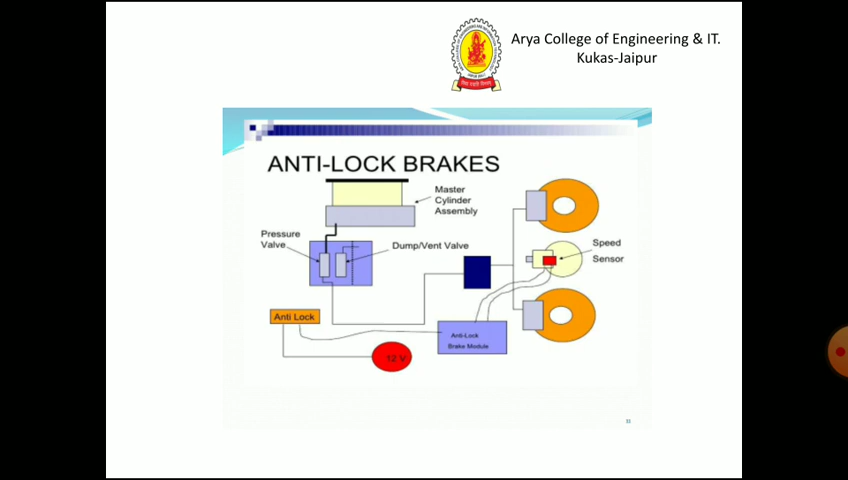 Arya College of Engineering & IT.
Kukas-Jaipur
ANTI-LOCK BRAKES
Master
Cylinder
Assembly
Pressure
Valve
Dump/Vent Valve
Speed
Sensor
Anti Lock
Anti-Lock
Brake Module
12 V